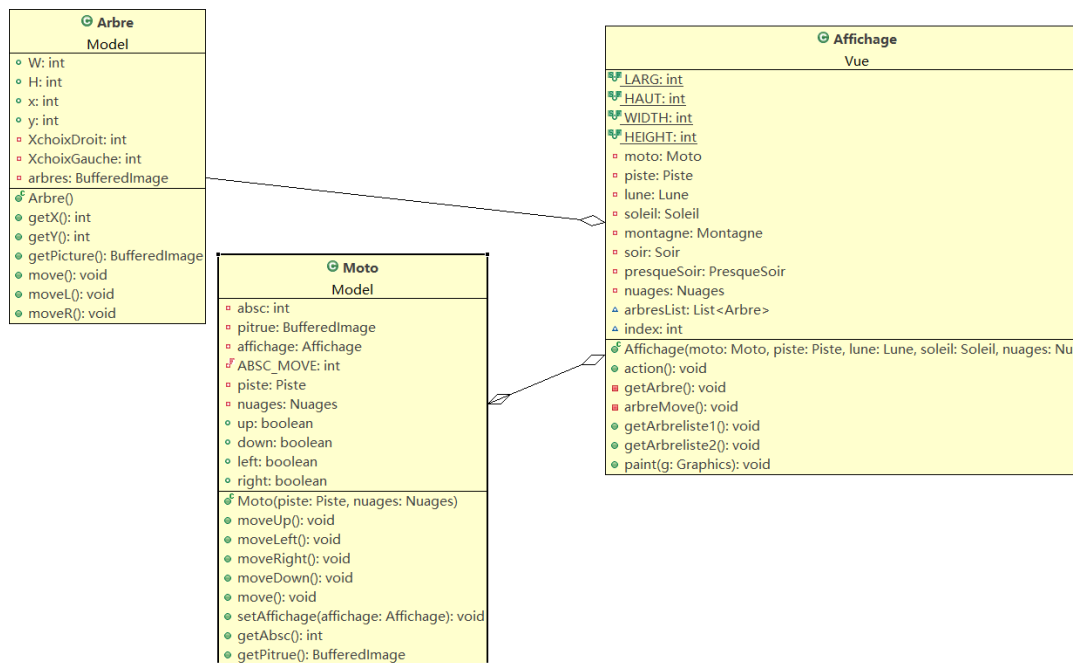 Arbre
Model
W: int
H: int
x: int
y: int
XchoixDroit: int
XchoixGauche: int
arbres: BufferedImage
Arbre()
getX(): int
getY(): int
getPicture(): BufferedImage
move(): void
moveL(): void
moveR(): void
Moto
Model
absc: int
pitrue: BufferedImage
affichage: Affichage
ABSC_MOVE: int
piste: Piste
nuages: Nuages
up: boolean
down: boolean
left: boolean
right: boolean
Moto(piste: Piste, nuages: Nuages)
moveUp(): void
moveLeft(): void
moveRight(): void
moveDown(): void
move(): void
setAffichage(affichage: Affichage): void
getAbsc(): int
getPitrue(): BufferedImage
Affichage
Vue
LARG: int
HAUT: int
WIDTH: int
HEIGHT: int
moto: Moto
piste: Piste
lune: Lune
soleil: Soleil
montagne: Montagne
soir: Soir
presqueSoir: PresqueSoir
nuages: Nuages
arbresList: List<Arbre>
index: int
Affichage(moto: Moto, piste: Piste, lune: Lune, soleil: Soleil, nuages: Nu
action(): void
getArbre(): void
arbreMove(): void
getArbreliste1(): void
getArbreliste2(): void
paint(g: Graphics): void